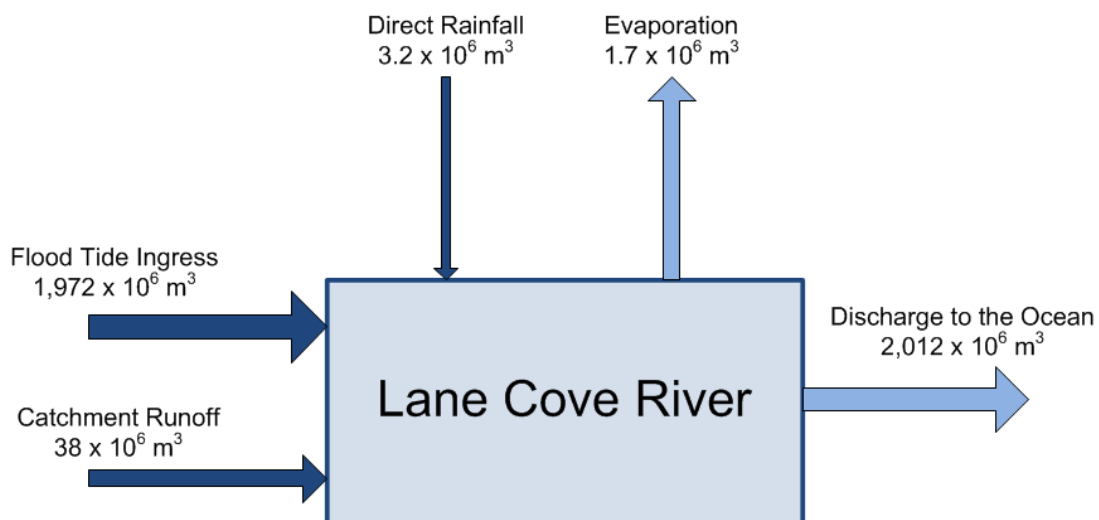 Direct Rainfall
3.2 x 10⁶ m³
Evaporation
1.7 x 10⁶ m³
Flood Tide Ingress
1,972 x 10⁶ m³
Discharge to the Ocean
2,012 x 10⁶ m³
Lane Cove River
Catchment Runoff
38 x 10⁶ m³